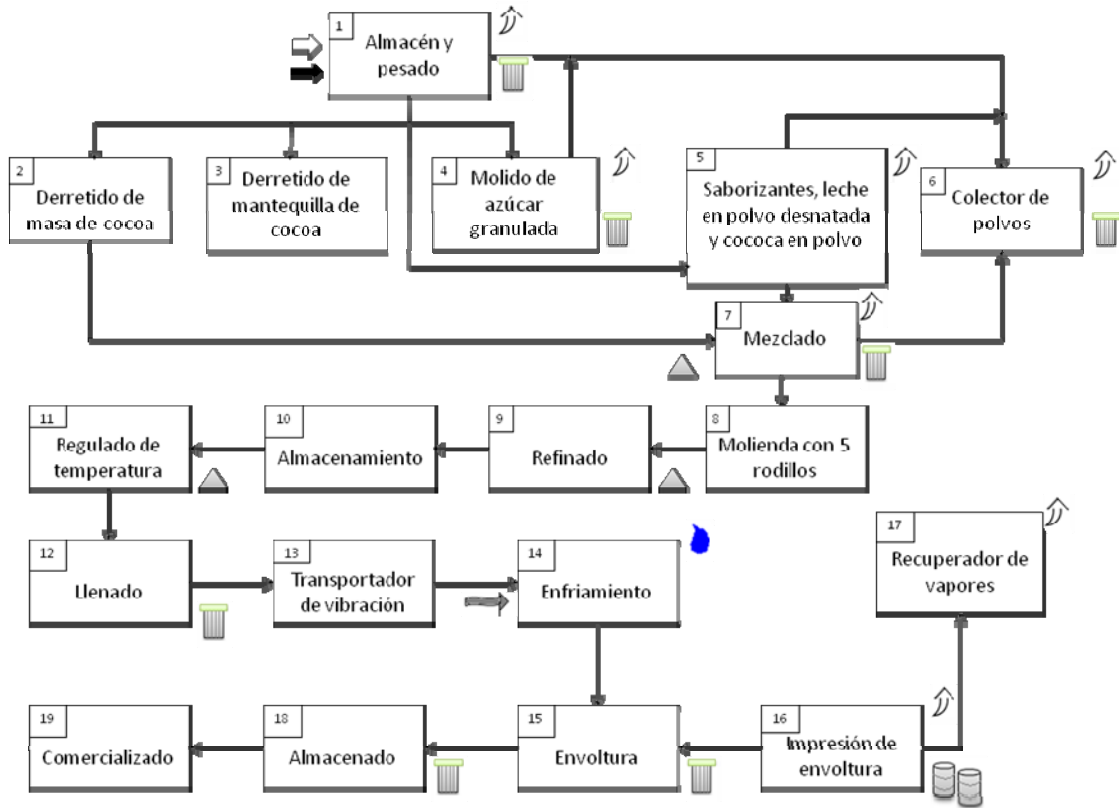 1
Almacén y
pesado
2
Derretido de
masa de cocoa
3
Derretido de
mantequilla de
cocoa
4
Molido de
azúcar
granulada
5
Saborizantes, leche
en polvo desnatada
y cococa en polvo
6
Colector de
polvos
7
Mezclado
11
Regulado de
temperatura
10
Almacenamiento
9
Refinado
8
Molienda con 5
rodillos
12
Llenado
13
Transportador
de vibración
14
Enfriamiento
17
Recuperador de
vapores
19
Comercializado
18
Almacenado
15
Envoltura
16
Impresión de
envoltura